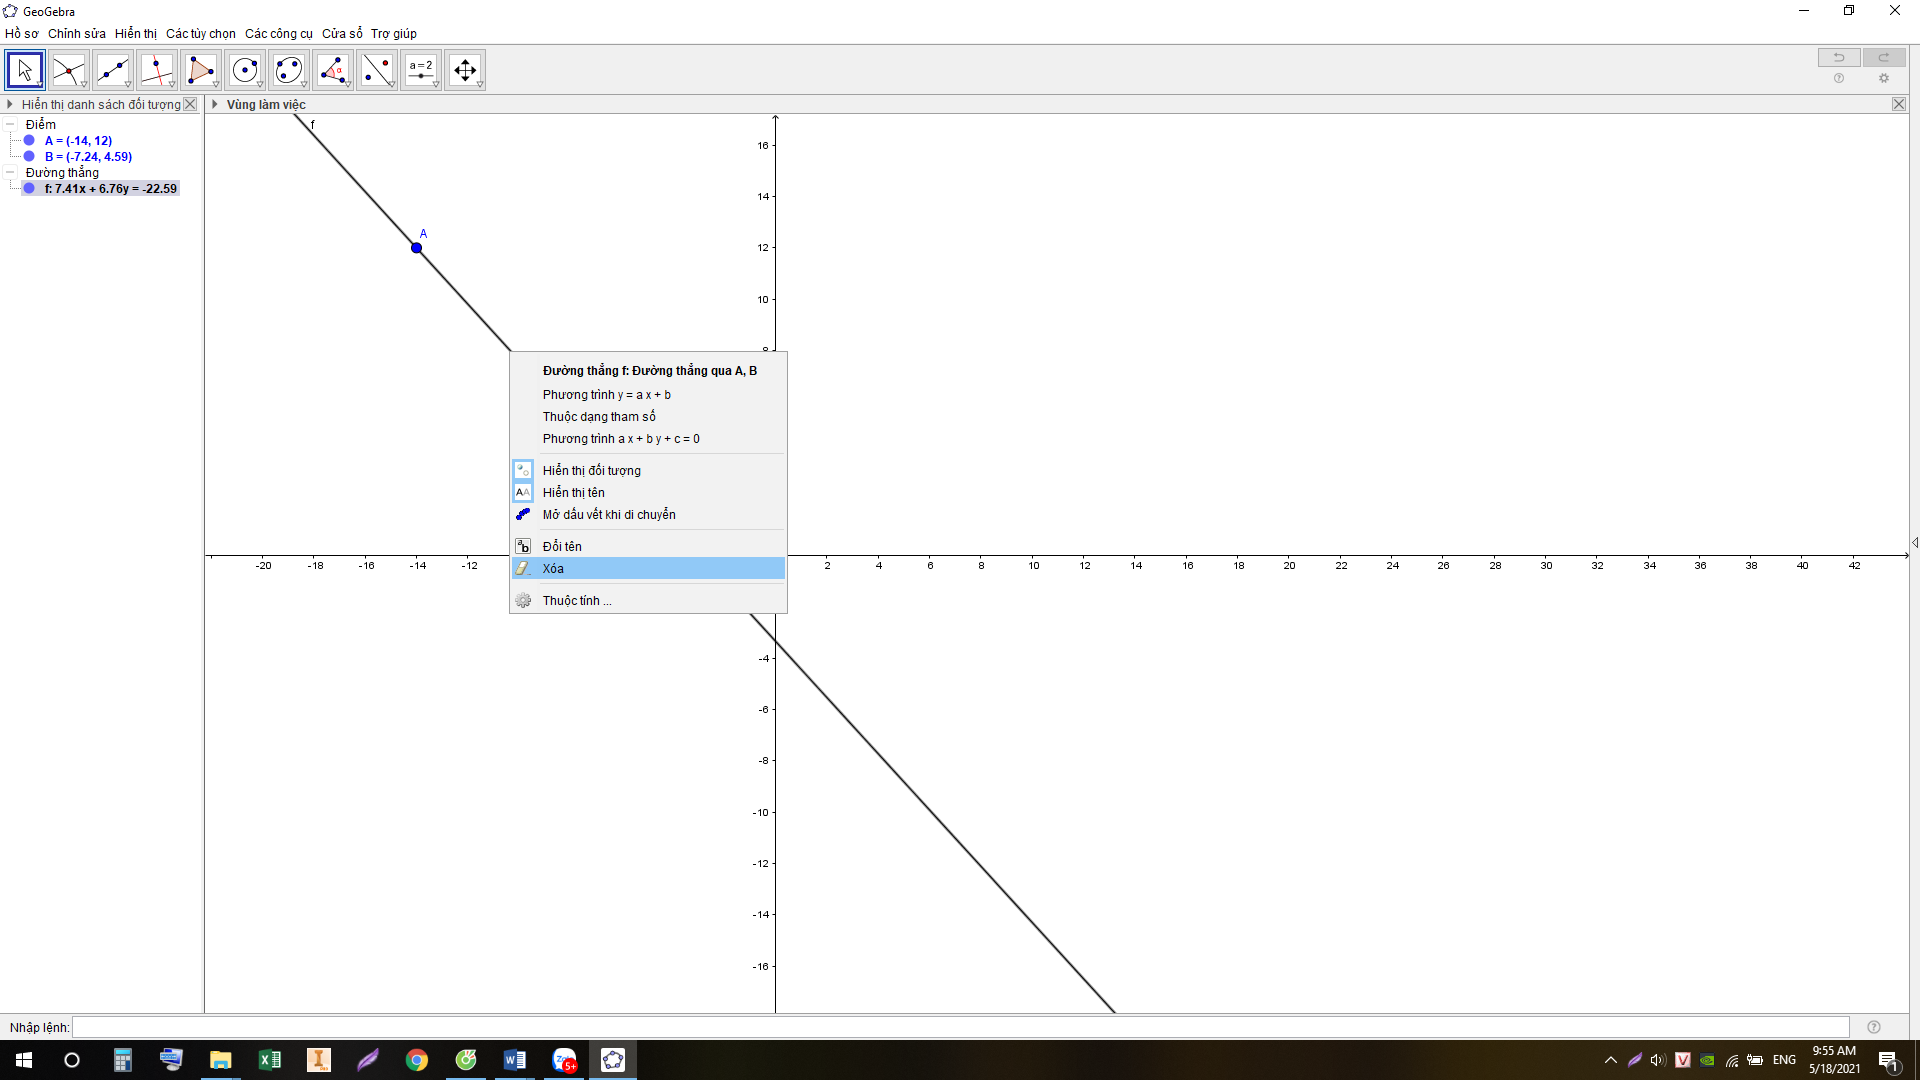 GeoGebra
Hồ sơ Chỉnh sửa Hiển thị Các tùy chọn Các công cụ Cửa sổ Trợ giúp
a=2
Hiển thị danh sách đối tượng
Vùng làm việc
Điểm
A = (-14, 12)
B = (-7.24, 4.59)
Đường thẳng
f: 7.41x + 6.76y = -22.59
f
A
16
14
12
10
8
Đường thẳng f: Đường thẳng qua A, B
Phương trình y = a x + b
Thuộc dạng tham số
Phương trình a x + b y + c = 0
Hiển thị đối tượng
AA Hiển thị tên
Mở dấu vết khi di chuyển
ab Đổi tên
Xóa
Thuộc tính ...
-20 -18 -16 -14 -12 2 4 6 8 10 12 14 16 18 20 22 24 26 28 30 32 34 36 38 40 42
-4
-6
-8
-10
-12
-14
-16
Nhập lệnh:
5+
V
ENG
9:55 AM
5/18/2021
1